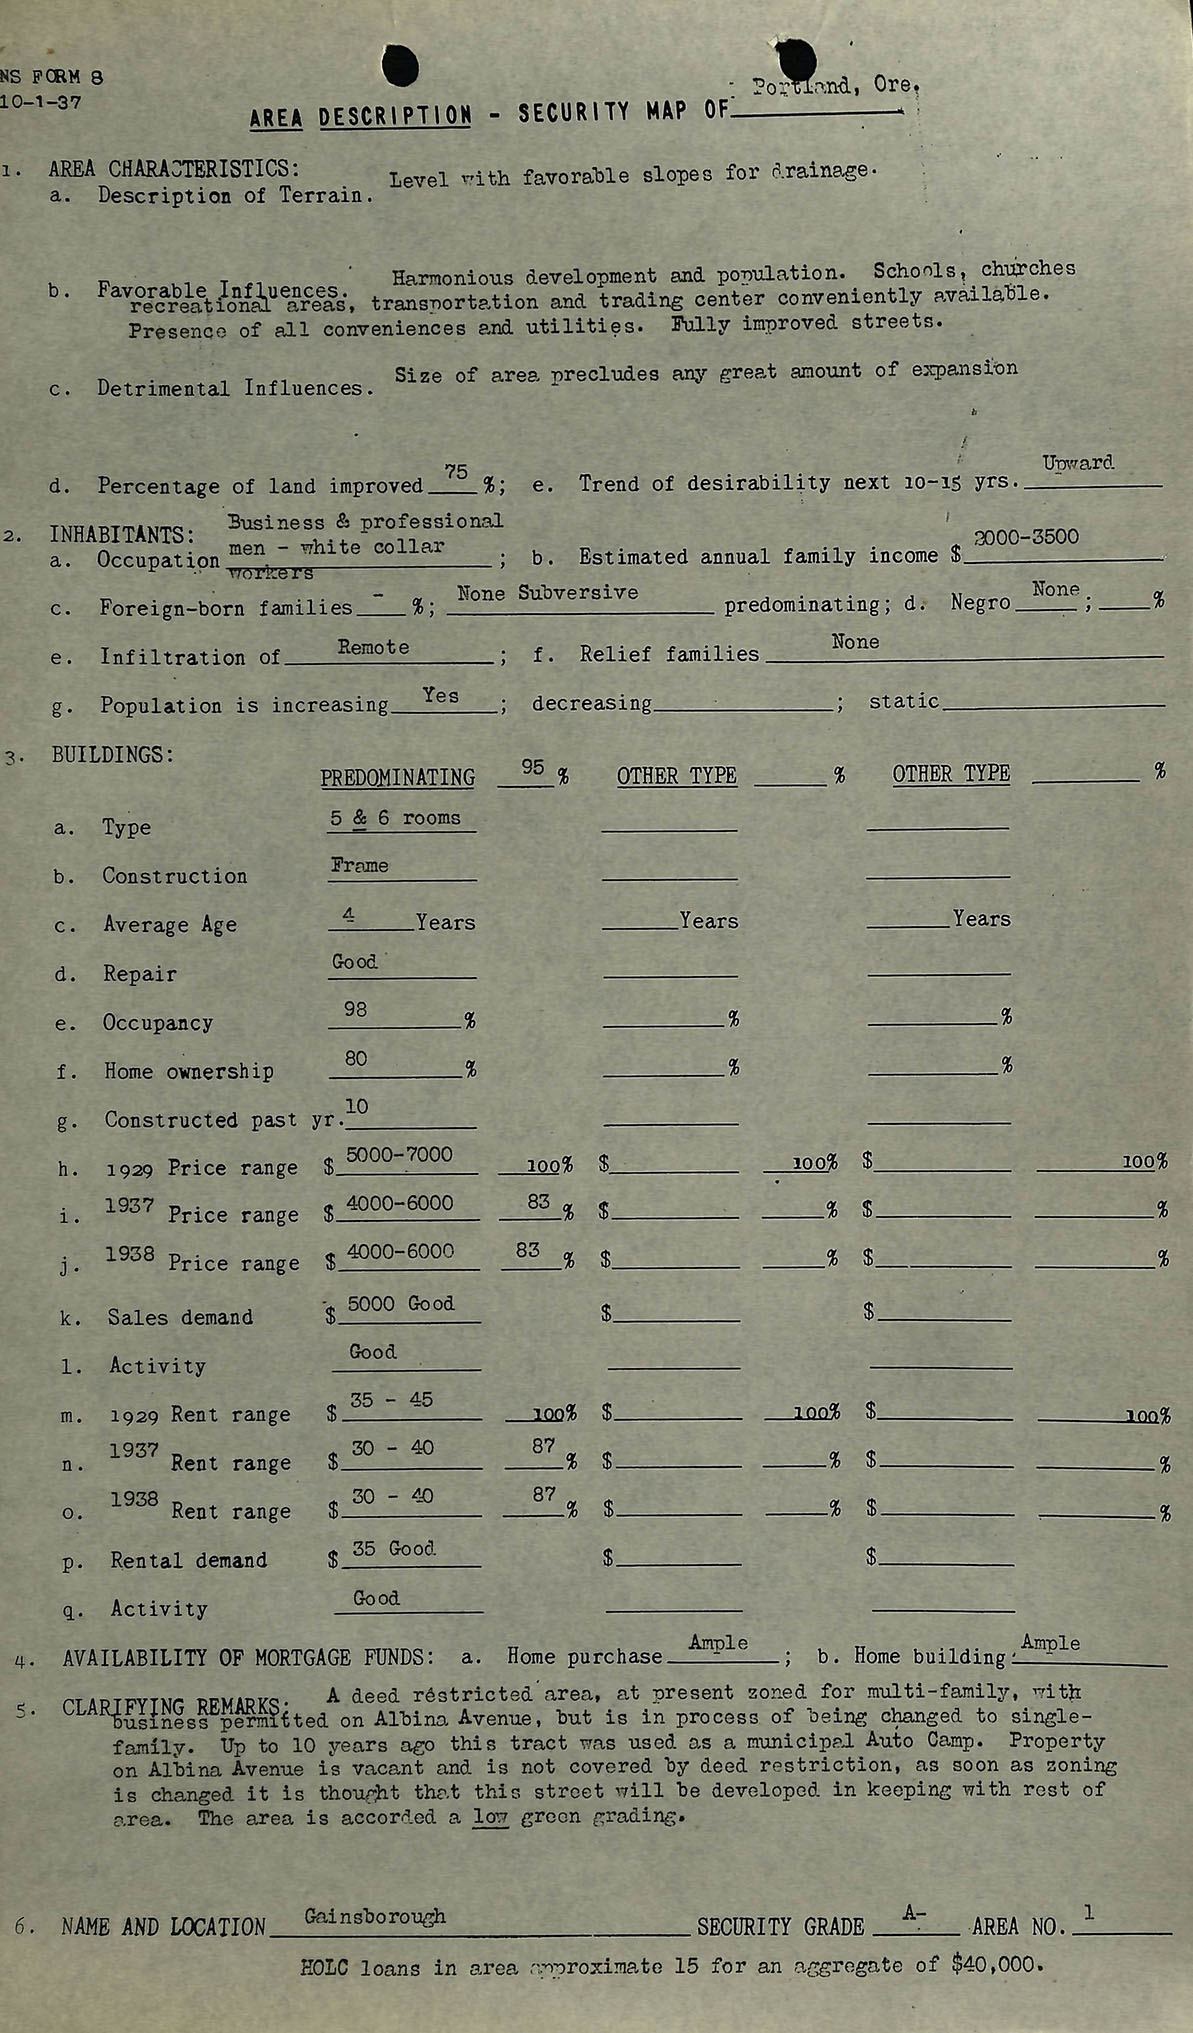 NS FORM 8
10-1-37
AREA DESCRIPTION - SECURITY MAP OF Portland, Ore.
1. AREA CHARACTERISTICS:
a. Description of Terrain. Level with favorable slopes for drainage.
b. Favorable Influences. Harmonious development and population. Schools, churches
recreational areas, transportation and trading center conveniently available.
Presence of all conveniences and utilities. Fully improved streets.
c. Detrimental Influences. Size of area precludes any great amount of expansion
d. Percentage of land improved 75 %; e. Trend of desirability next 10-15 yrs. Upward
2. INHABITANTS: Business & professional
a. Occupation men - white collar ; b. Estimated annual family income $ 2000-3500
workers
c. Foreign-born families - %; None Subversive predominating; d. Negro None ; %
e. Infiltration of Remote ; f. Relief families None
g. Population is increasing Yes ; decreasing ; static
3. BUILDINGS:
PREDOMINATING 95 % OTHER TYPE % OTHER TYPE %
a. Type 5 & 6 rooms
b. Construction Frame
c. Average Age 4 Years Years Years
d. Repair Good
e. Occupancy 98 % % %
f. Home ownership 80 % % %
g. Constructed past yr. 10
h. 1929 Price range $ 5000-7000 100% $ 100% $ 100%
i. 1937 Price range $ 4000-6000 83 % $ % $ %
j. 1938 Price range $ 4000-6000 83 % $ % $ %
k. Sales demand $ 5000 Good $ $
l. Activity Good
m. 1929 Rent range $ 35 - 45 100% $ 100% $ 100%
n. 1937 Rent range $ 30 - 40 87 % $ % $ %
o. 1938 Rent range $ 30 - 40 87 % $ % $ %
p. Rental demand $ 35 Good $ $
q. Activity Good
4. AVAILABILITY OF MORTGAGE FUNDS: a. Home purchase Ample ; b. Home building Ample
5. CLARIFYING REMARKS: A deed restricted area, at present zoned for multi-family, with
business permitted on Albina Avenue, but is in process of being changed to single-
family. Up to 10 years ago this tract was used as a municipal Auto Camp. Property
on Albina Avenue is vacant and is not covered by deed restriction, as soon as zoning
is changed it is thought that this street will be developed in keeping with rest of
area. The area is accorded a low green grading.
6. NAME AND LOCATION Gainsborough SECURITY GRADE A- AREA NO. 1
HOLC loans in area approximate 15 for an aggregate of $40,000.